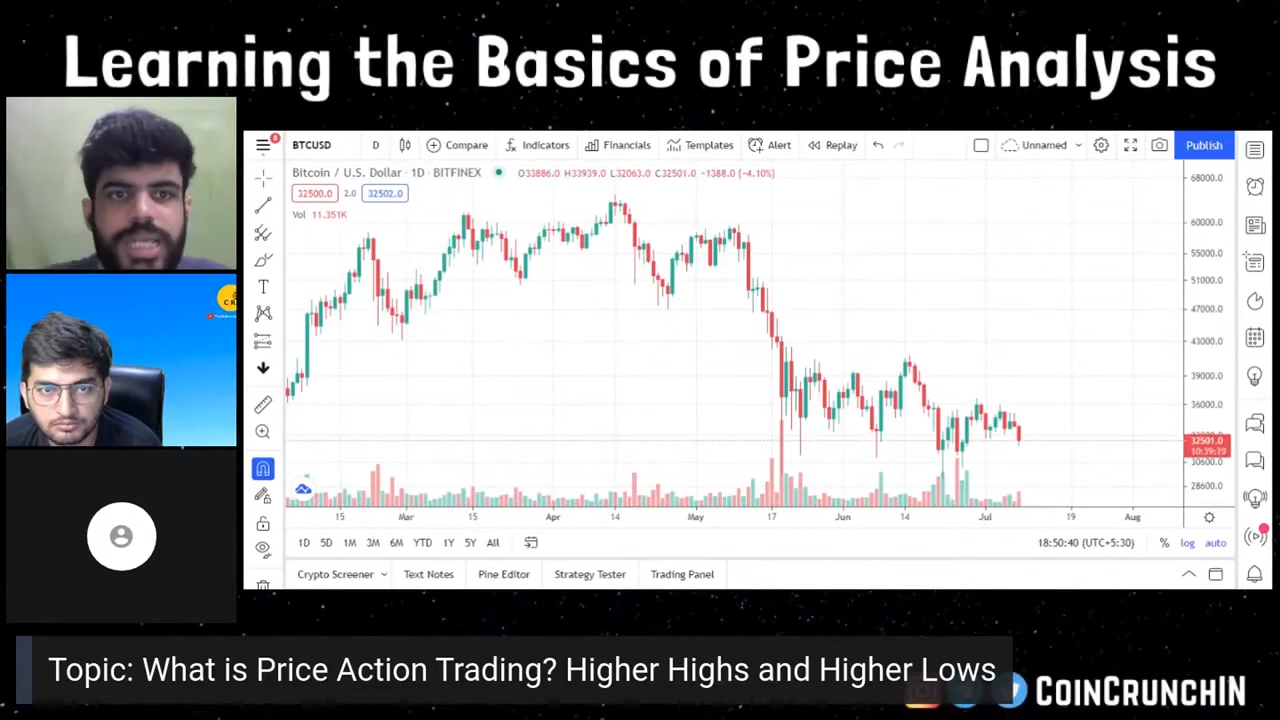 Learning the Basics of Price Analysis
8
BTCUSD D Compare Indicators Financials Templates Alert Replay Unnamed Publish
Bitcoin / U.S. Dollar · 1D · BITFINEX O33886.0 H33939.0 L32063.0 C32501.0 −1388.0 (−4.10%)
32500.0 2.0 32502.0
Vol 11.351K
68000.0
60000.0
55000.0
51000.0
47000.0
43000.0
39000.0
36000.0
32501.0
10:39:19
30600.0
28600.0
15 Mar 15 Apr 14 May 17 Jun 14 Jul 19 Aug
1D 5D 1M 3M 6M YTD 1Y 5Y All 18:50:40 (UTC+5:30) % log auto
Crypto Screener Text Notes Pine Editor Strategy Tester Trading Panel
Topic: What is Price Action Trading? Higher Highs and Higher Lows
COINCRUNCHIN